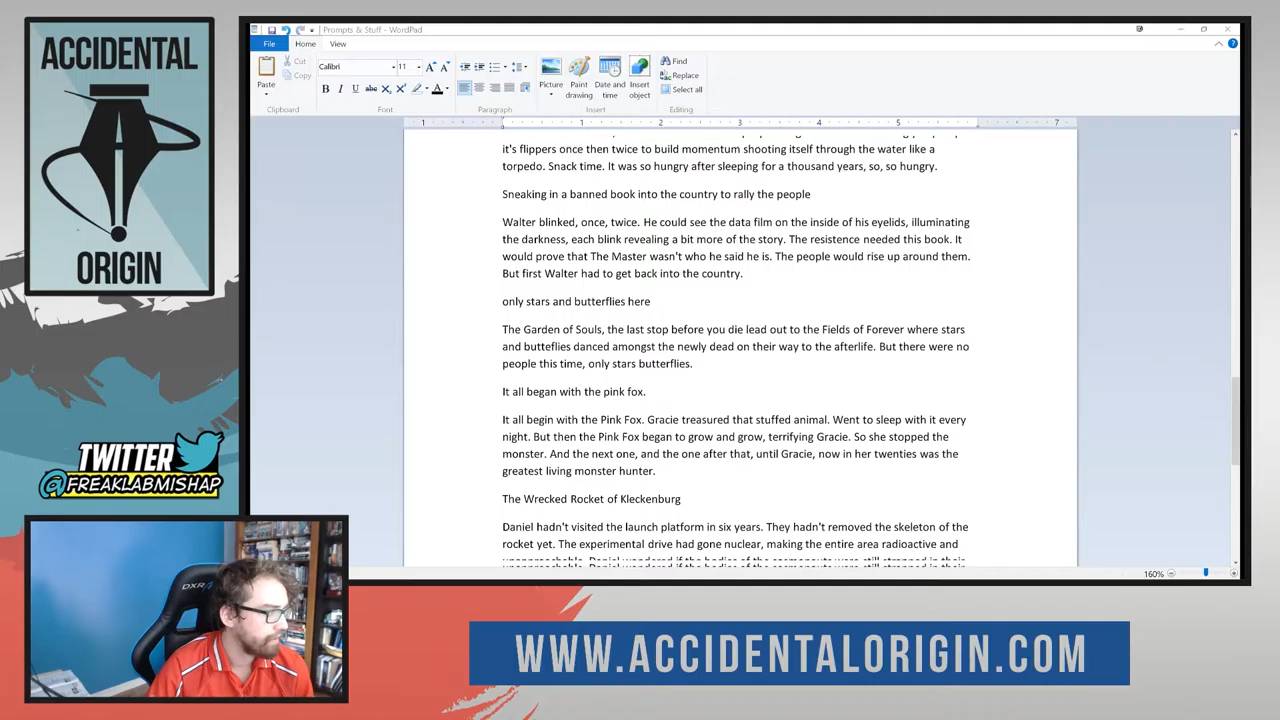 ACCIDENTAL
ORIGIN
TWITTER
@FREAKLABMISHAP
DXR
Prompts & Stuff - WordPad
File Home View
Paste
Cut
Copy
Clipboard
Calibri 11
B I U abc X₂ X² A
Font
Paragraph
Picture
Paint drawing
Date and time
Insert object
Insert
Find
Replace
Select all
Editing
1 1 2 3 4 5 7
it's flippers once then twice to build momentum shooting itself through the water like a
torpedo. Snack time. It was so hungry after sleeping for a thousand years, so, so hungry.
Sneaking in a banned book into the country to rally the people
Walter blinked, once, twice. He could see the data film on the inside of his eyelids, illuminating
the darkness, each blink revealing a bit more of the story. The resistence needed this book. It
would prove that The Master wasn't who he said he is. The people would rise up around them.
But first Walter had to get back into the country.
only stars and butterflies here
The Garden of Souls, the last stop before you die lead out to the Fields of Forever where stars
and butteflies danced amongst the newly dead on their way to the afterlife. But there were no
people this time, only stars butterflies.
It all began with the pink fox.
It all begin with the Pink Fox. Gracie treasured that stuffed animal. Went to sleep with it every
night. But then the Pink Fox began to grow and grow, terrifying Gracie. So she stopped the
monster. And the next one, and the one after that, until Gracie, now in her twenties was the
greatest living monster hunter.
The Wrecked Rocket of Kleckenburg
Daniel hadn't visited the launch platform in six years. They hadn't removed the skeleton of the
rocket yet. The experimental drive had gone nuclear, making the entire area radioactive and
160%
WWW.ACCIDENTALORIGIN.COM